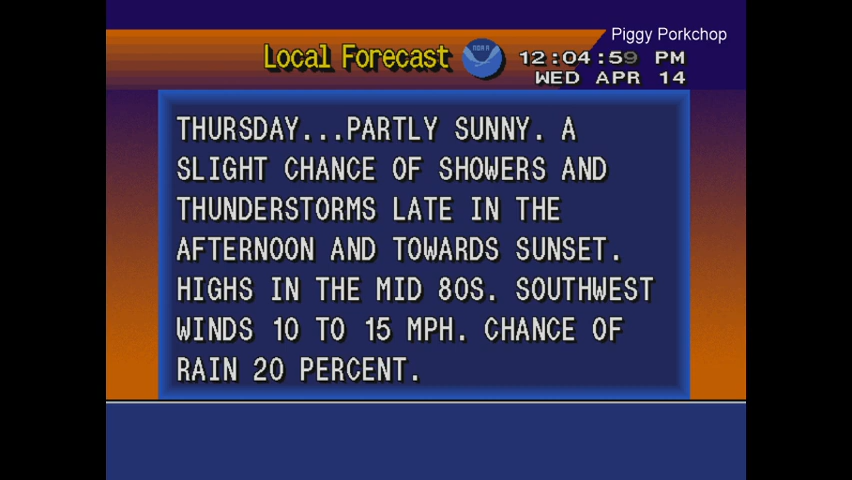 Piggy Porkchop
Local Forecast
NOAA
12:04:59 PM
WED APR 14
THURSDAY...PARTLY SUNNY. A
SLIGHT CHANCE OF SHOWERS AND
THUNDERSTORMS LATE IN THE
AFTERNOON AND TOWARDS SUNSET.
HIGHS IN THE MID 80S. SOUTHWEST
WINDS 10 TO 15 MPH. CHANCE OF
RAIN 20 PERCENT.